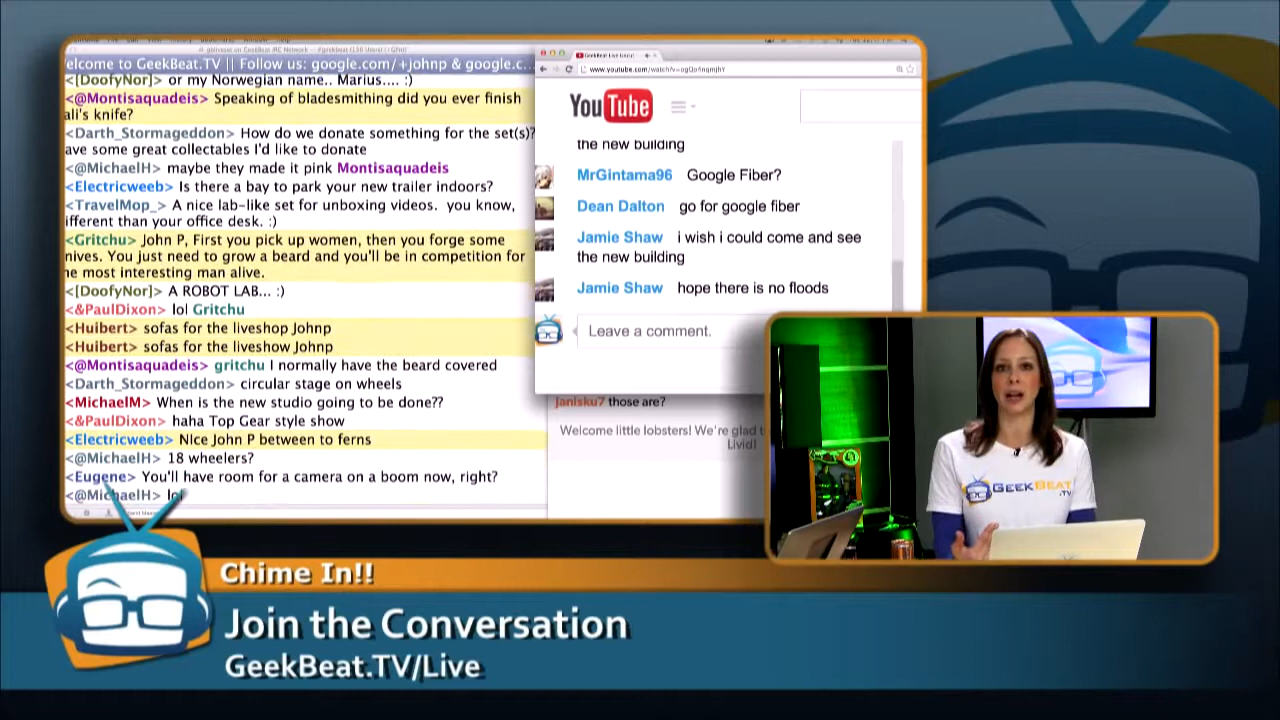 elcome to GeekBeat.TV || Follow us: google.com/+johnp & google.c...
<[DoofyNor]> or my Norwegian name.. Marius.... :)
<@Montisaquadeis> Speaking of bladesmithing did you ever finish
all's knife?
<Darth_Stormageddon> How do we donate something for the set(s)?
ave some great collectables I'd like to donate
<@MichaelH> maybe they made it pink Montisaquadeis
<Electricweeb> Is there a bay to park your new trailer indoors?
<TravelMop_> A nice lab-like set for unboxing videos. you know,
ifferent than your office desk. :)
<Gritchu> John P, First you pick up women, then you forge some
nives. You just need to grow a beard and you'll be in competition for
he most interesting man alive.
<[DoofyNor]> A ROBOT LAB... :)
<&PaulDixon> lol Gritchu
<Huibert> sofas for the liveshop Johnp
<Huibert> sofas for the liveshow Johnp
<@Montisaquadeis> gritchu I normally have the beard covered
<Darth_Stormageddon> circular stage on wheels
<MichaelM> When is the new studio going to be done??
<&PaulDixon> haha Top Gear style show
<Electricweeb> NIce John P between to ferns
<@MichaelH> 18 wheelers?
<Eugene> You'll have room for a camera on a boom now, right?
<@MichaelH> lol
YouTube
the new building
MrGintama96 Google Fiber?
Dean Dalton go for google fiber
Jamie Shaw i wish i could come and see
the new building
Jamie Shaw hope there is no floods
Leave a comment.
Janisku7 those are?
Welcome little lobsters! We're glad
Livid!
GEEKBEAT
.TV
Chime In!!
Join the Conversation
GeekBeat.TV/Live